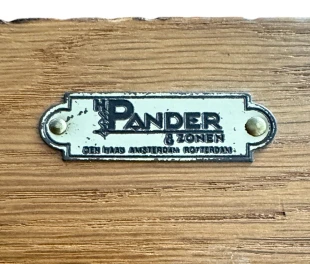 H PANDER
& ZONEN
DEN HAAG AMSTERDAM ROTTERDAM